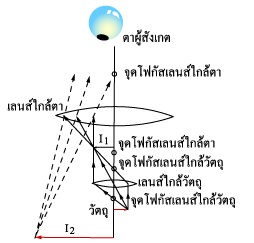 ตาผู้สังเกต
จุดโฟกัสเลนส์ใกล้ตา
เลนส์ใกล้ตา
I1
จุดโฟกัสเลนส์ใกล้ตา
จุดโฟกัสเลนส์ใกล้วัตถุ
เลนส์ใกล้วัตถุ
จุดโฟกัสเลนส์ใกล้วัตถุ
วัตถุ
I2